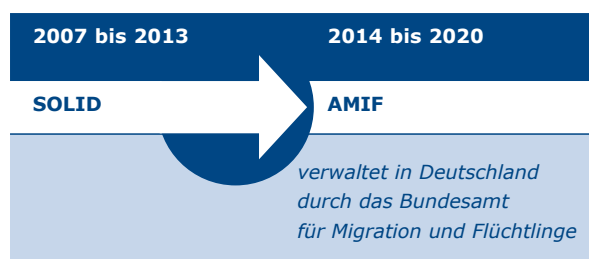 2007 bis 2013
2014 bis 2020
SOLID
AMIF
verwaltet in Deutschland
durch das Bundesamt
für Migration und Flüchtlinge